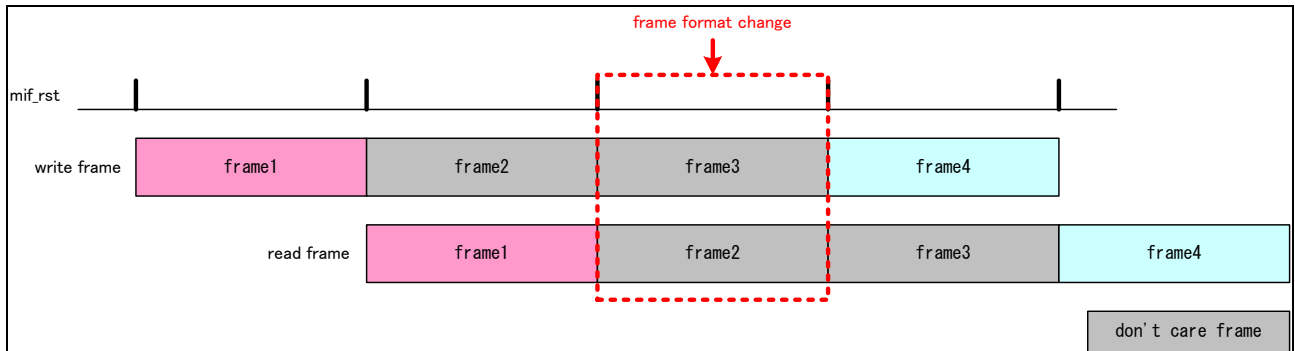 frame format change
mif_rst
write frame frame1 frame2 frame3 frame4
read frame frame1 frame2 frame3 frame4
don't care frame